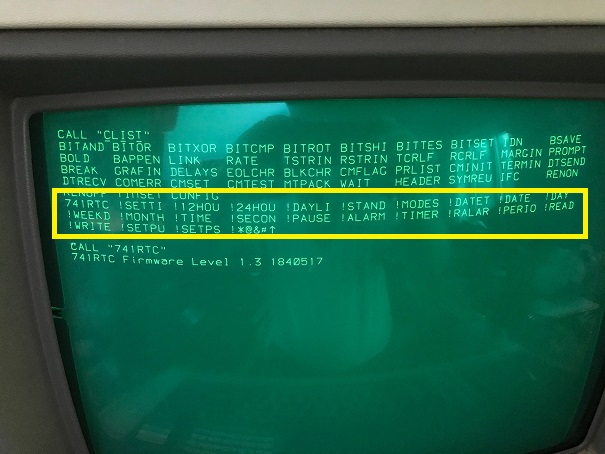 CALL "CLIST"
BITAND BITOR BITXOR BITCMP BITROT BITSHI BITTES BITSET IDN BSAVE
BOLD BAPPEN LINK RATE TSTRIN RSTRIN TCRLF RCRLF MARGIN PROMPT
BREAK GRAFIN DELAYS EOLCHR BLKCHR CMFLAG PRLIST CMINIT TERMIN DTSEND
DTRECV COMERR CMSET CMTEST MTPACK WAIT HEADER SYMREU IFC RENON
RENOFF TIMSET CONFIG
741RTC !SETTI !12HOU !24HOU !DAYLI !STAND !MODES !DATET !DATE !DAY
!WEEKD !MONTH !TIME !SECON !PAUSE !ALARM !TIMER !RALAR !PERIO !READ
!WRITE !SETPU !SETPS !*@&#↑
CALL "741RTC"
741RTC Firmware Level 1.3 1840517